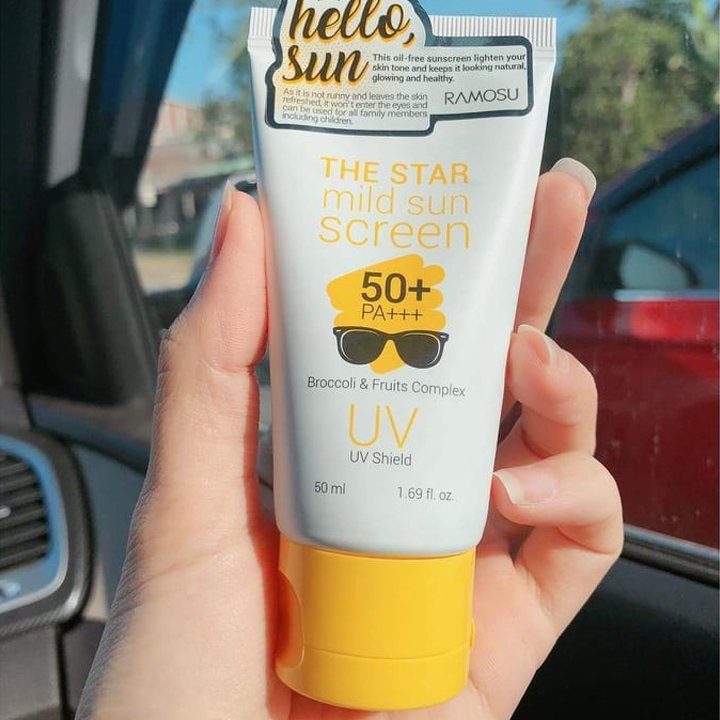 hello,
sun
This oil-free sunscreen lighten your
skin tone and keeps it looking natural,
glowing and healthy.
As it is not runny and leaves the skin
refreshed, it won't enter the eyes and
can be used for all family members
including children.
RAMOSU
THE STAR
mild sun
screen
50+
PA+++
Broccoli & Fruits Complex
UV
UV Shield
50 ml
1.69 fl. oz.